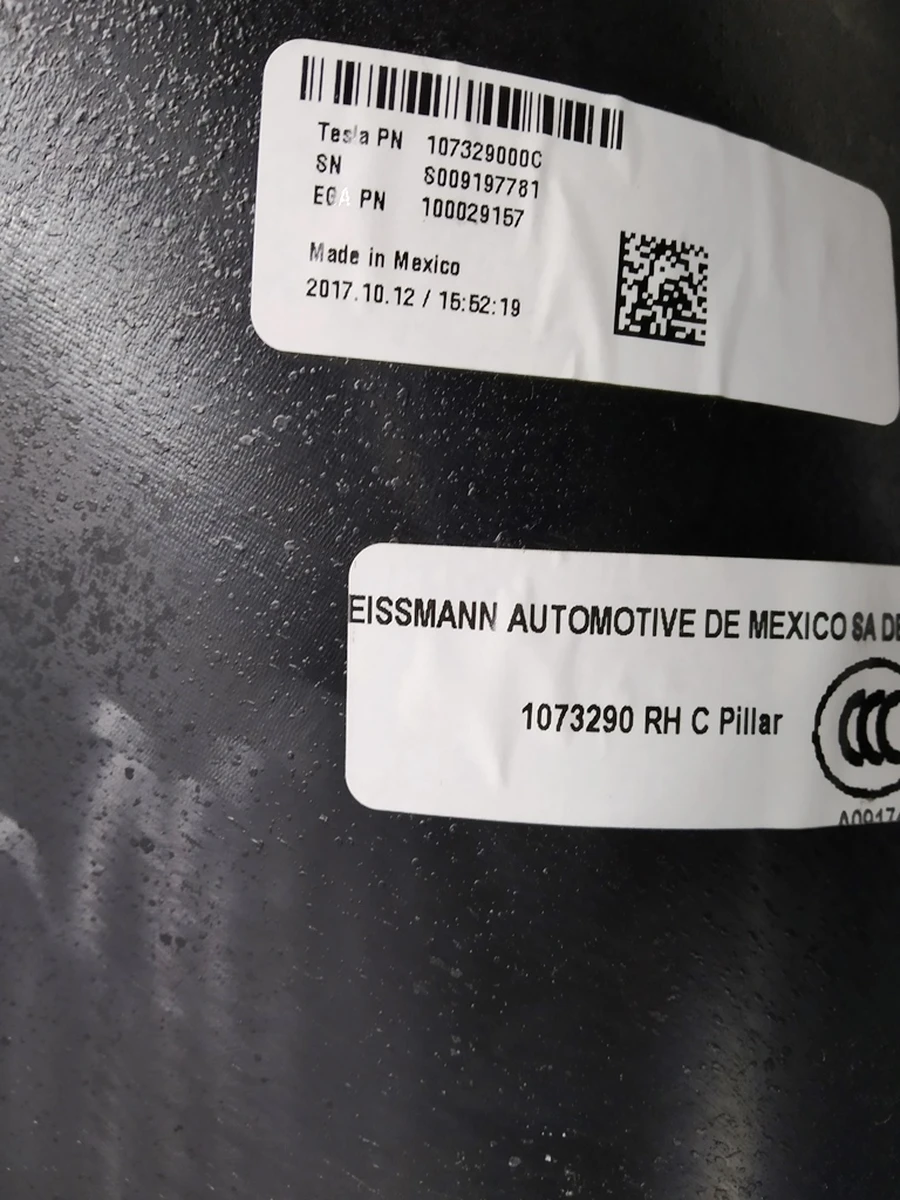 Tesla PN 107329000C
SN S009197781
EGA PN 100029157
Made in Mexico
2017.10.12 / 15:52:19
EISSMANN AUTOMOTIVE DE MEXICO SA DE
1073290 RH C Pillar
CCC